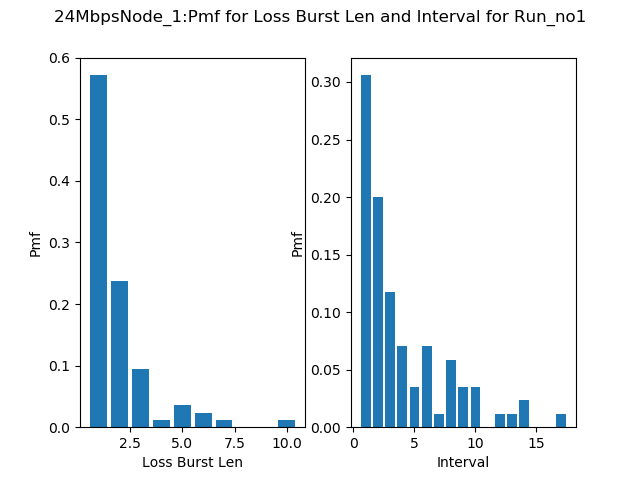 24MbpsNode_1:Pmf for Loss Burst Len and Interval for Run_no1
0.6
0.5
0.4
0.3
0.2
0.1
0.0
Pmf
2.5 5.0 7.5 10.0
Loss Burst Len
0.30
0.25
0.20
0.15
0.10
0.05
0.00
Pmf
0 5 10 15
Interval